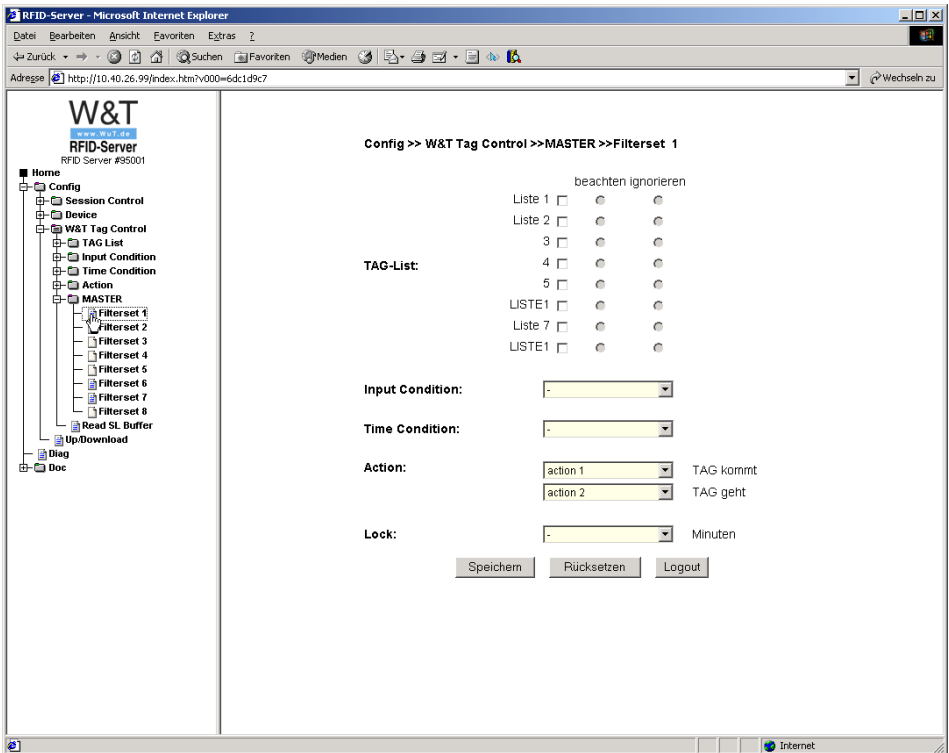 RFID-Server - Microsoft Internet Explorer
Datei Bearbeiten Ansicht Favoriten Extras ?
Zurück Suchen Favoriten Medien
Adresse http://10.40.26.99/index.htm?v000=6dc1d9c7 Wechseln zu
W&T
www.WuT.de
RFID-Server
RFID Server #95001
Home
Config
Session Control
Device
W&T Tag Control
TAG List
Input Condition
Time Condition
Action
MASTER
Filterset 1
Filterset 2
Filterset 3
Filterset 4
Filterset 5
Filterset 6
Filterset 7
Filterset 8
Read SL Buffer
Up/Download
Diag
Doc
Config >> W&T Tag Control >>MASTER >>Filterset 1
beachten ignorieren
Liste 1
Liste 2
3
TAG-List: 4
5
LISTE1
Liste 7
LISTE1
Input Condition: -
Time Condition: -
Action: action 1 TAG kommt
action 2 TAG geht
Lock: - Minuten
Speichern Rücksetzen Logout
Internet